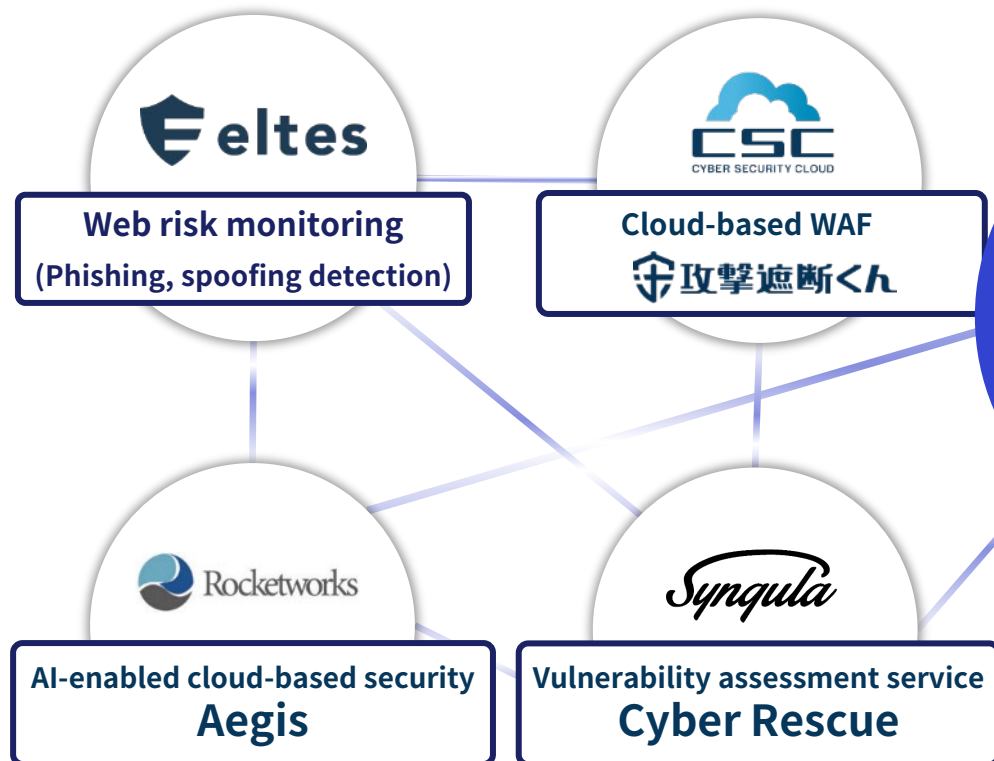 eltes
CSC
CYBER SECURITY CLOUD
Web risk monitoring
(Phishing, spoofing detection)
Cloud-based WAF
攻撃遮断くん
Rocketworks
Syngula
AI-enabled cloud-based security
Aegis
Vulnerability assessment service
Cyber Rescue